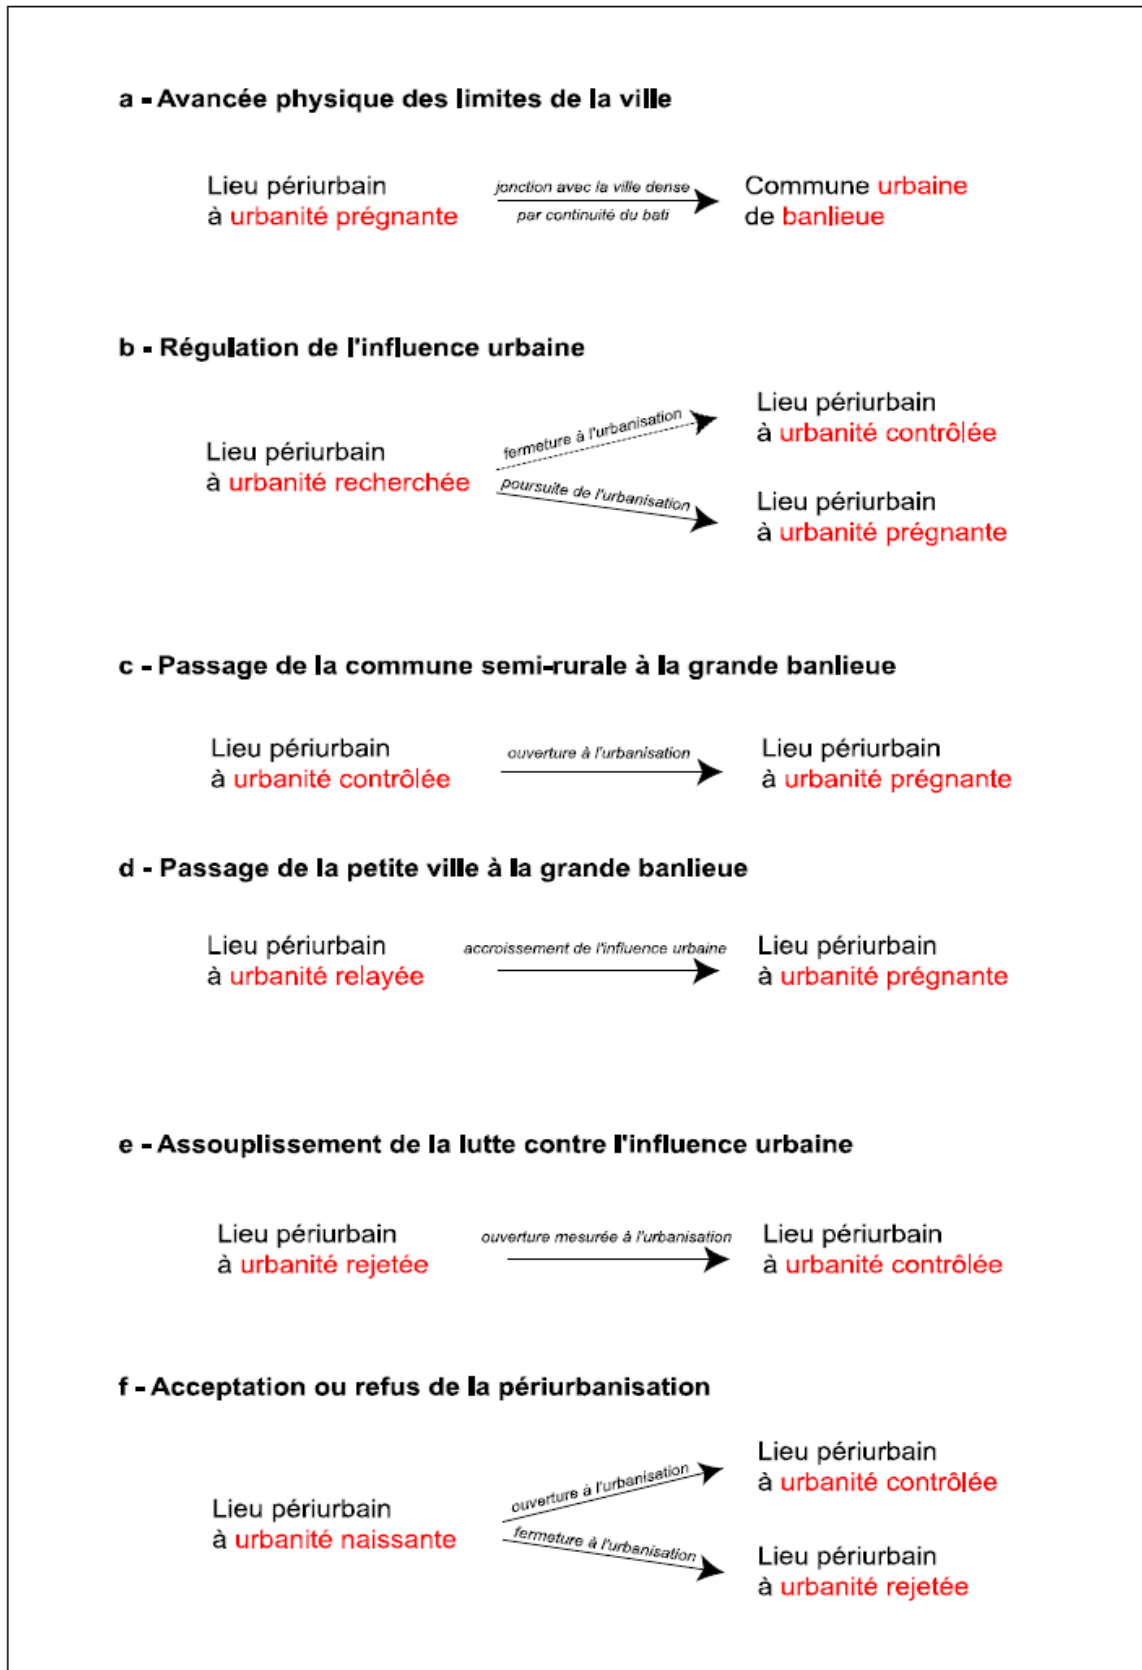 a - Avancée physique des limites de la ville
Lieu périurbain
à urbanité prégnante
jonction avec la ville dense
par continuité du bati
Commune urbaine
de banlieue
b - Régulation de l'influence urbaine
Lieu périurbain
à urbanité recherchée
fermeture à l'urbanisation
poursuite de l'urbanisation
Lieu périurbain
à urbanité contrôlée
Lieu périurbain
à urbanité prégnante
c - Passage de la commune semi-rurale à la grande banlieue
Lieu périurbain
à urbanité contrôlée
ouverture à l'urbanisation
Lieu périurbain
à urbanité prégnante
d - Passage de la petite ville à la grande banlieue
Lieu périurbain
à urbanité relayée
accroissement de l'influence urbaine
Lieu périurbain
à urbanité prégnante
e - Assouplissement de la lutte contre l'influence urbaine
Lieu périurbain
à urbanité rejetée
ouverture mesurée à l'urbanisation
Lieu périurbain
à urbanité contrôlée
f - Acceptation ou refus de la périurbanisation
Lieu périurbain
à urbanité naissante
ouverture à l'urbanisation
fermeture à l'urbanisation
Lieu périurbain
à urbanité contrôlée
Lieu périurbain
à urbanité rejetée